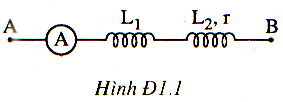 L₁ L₂, r
A A B
Hình Đ1.1